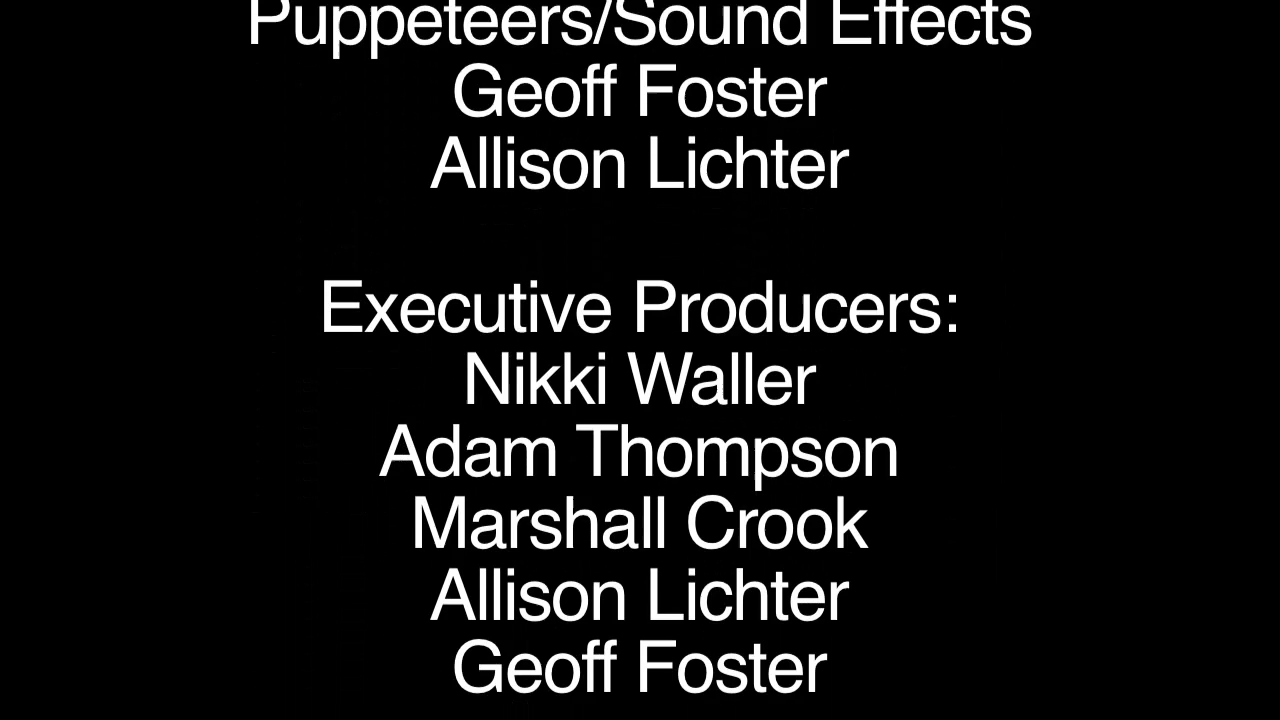 Puppeteers/Sound Effects
Geoff Foster
Allison Lichter
Executive Producers:
Nikki Waller
Adam Thompson
Marshall Crook
Allison Lichter
Geoff Foster